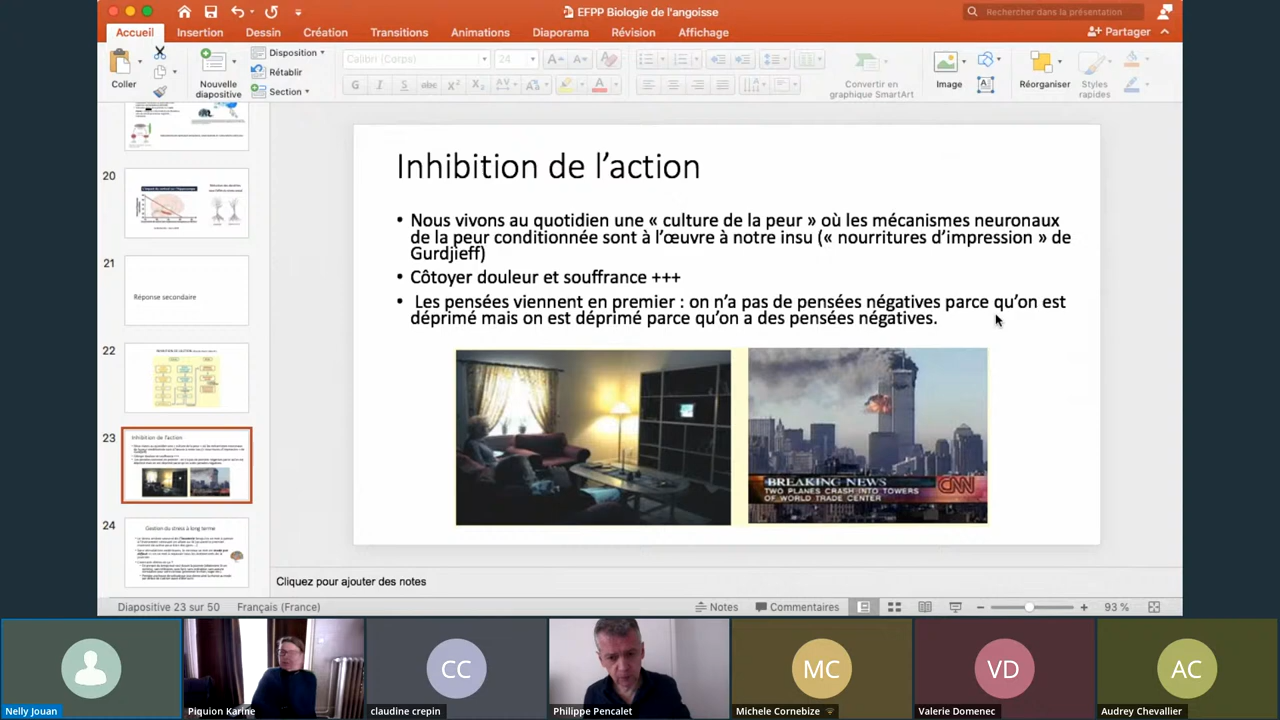 EFPP Biologie de l'angoisse
Rechercher dans la présentation
Accueil
Insertion
Dessin
Création
Transitions
Animations
Diaporama
Révision
Affichage
Partager
Coller
Nouvelle
diapositive
Disposition
Rétablir
Section
Calibri (Corps)
24
Convertir en
graphique SmartArt
Image
Réorganiser
Styles
rapides
20
21
Réponse secondaire
22
23
Inhibition de l'action
24
Gestion du stress à long terme
Inhibition de l'action
• Nous vivons au quotidien une « culture de la peur » où les mécanismes neuronaux
de la peur conditionnée sont à l'œuvre à notre insu (« nourritures d'impression » de
Gurdjieff)
• Côtoyer douleur et souffrance +++
• Les pensées viennent en premier : on n'a pas de pensées négatives parce qu'on est
déprimé mais on est déprimé parce qu'on a des pensées négatives.
BREAKING NEWS
TWO PLANES CRASH INTO TOWERS
OF WORLD TRADE CENTER
CNN
Cliquez pour ajouter des notes
Diapositive 23 sur 50
Français (France)
Notes
Commentaires
93 %
CC
MC
VD
AC
Nelly Jouan
Piquion Karine
claudine crepin
Philippe Pencalet
Michele Cornebize
Valerie Domenec
Audrey Chevallier